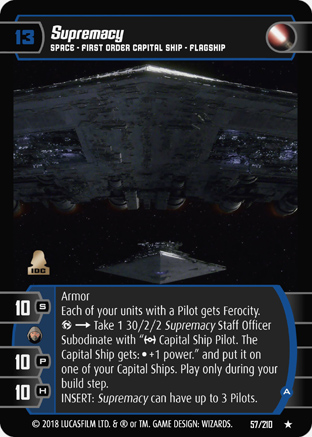 13 Supremacy
SPACE - FIRST ORDER CAPITAL SHIP - FLAGSHIP
IDC
10 S
10 P
10 H
Armor
Each of your units with a Pilot gets Ferocity.
Take 1 30/2/2 Supremacy Staff Officer
Subodinate with “ Capital Ship Pilot. The
Capital Ship gets: •+1 power.” and put it on
one of your Capital Ships. Play only during your
build step.
INSERT: Supremacy can have up to 3 Pilots.
A
© 2018 LUCASFILM LTD. & ® or TM. GAME DESIGN: WIZARDS. 57/210 ★